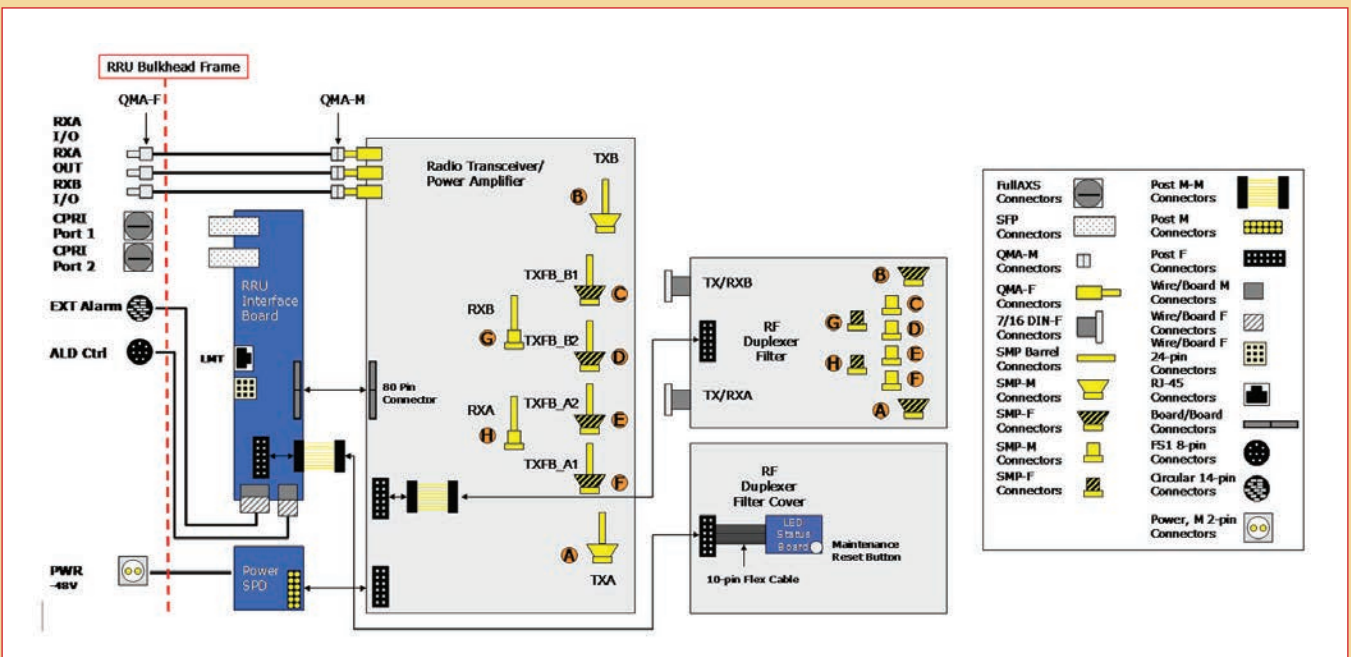 RRU Bulkhead Frame
QMA-F
QMA-M
RXA
I/O
RXA
OUT
RXB
I/O
CPRI
Port 1
CPRI
Port 2
EXT Alarm
ALD Ctrl
PWR
-48V
RRU
Interface
Board
LMT
Power
SPD
80 Pin
Connector
Radio Transceiver/
Power Amplifier
TXB
B
TXFB_B1
C
RXB
G
TXFB_B2
D
RXA
H
TXFB_A2
E
TXFB_A1
F
A
TXA
TX/RXB
RF
Duplexer
Filter
TX/RXA
B
C
G
D
E
H
F
A
RF
Duplexer
Filter Cover
LED
Status
Board
Maintenance
Reset Button
10-pin Flex Cable
FullAXS
Connectors
SFP
Connectors
QMA-M
Connectors
QMA-F
Connectors
7/16 DIN-F
Connectors
SMP Barrel
Connectors
SMP-M
Connectors
SMP-F
Connectors
SMP-M
Connectors
SMP-F
Connectors
Post M-M
Connectors
Post M
Connectors
Post F
Connectors
Wire/Board M
Connectors
Wire/Board F
Connectors
Wire/Board F
24-pin
Connectors
RJ-45
Connectors
Board/Board
Connectors
FS1 8-pin
Connectors
Circular 14-pin
Connectors
Power, M 2-pin
Connectors